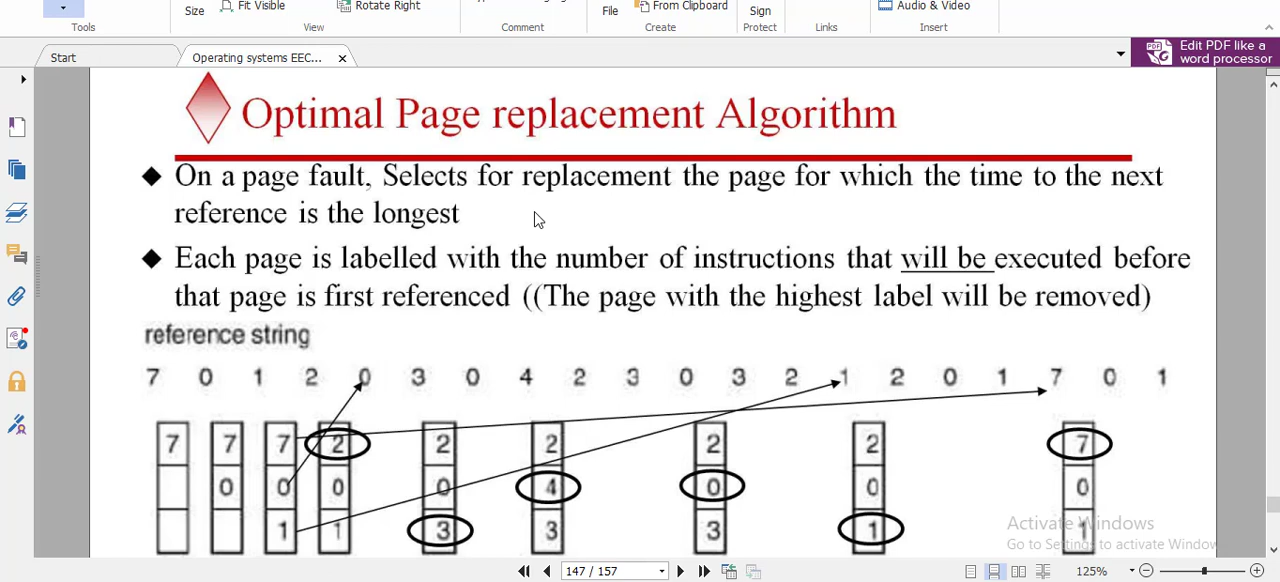 Size
Fit Visible
Rotate Right
File
From Clipboard
Sign
Audio & Video
Tools
View
Comment
Create
Protect
Links
Insert
Start
Operating systems EEC...
Edit PDF like a
word processor
Optimal Page replacement Algorithm
On a page fault, Selects for replacement the page for which the time to the next
reference is the longest
Each page is labelled with the number of instructions that will be executed before
that page is first referenced ((The page with the highest label will be removed)
reference string
7 0 1 2 0 3 0 4 2 3 0 3 2 1 2 0 1 7 0 1
7 7 7 2 2 2 2 2 7
0 0 0 0 4 0 0 0
1 1 3 3 3 1 1
Activate Windows
Go to Settings to activate Window
147 / 157
125%